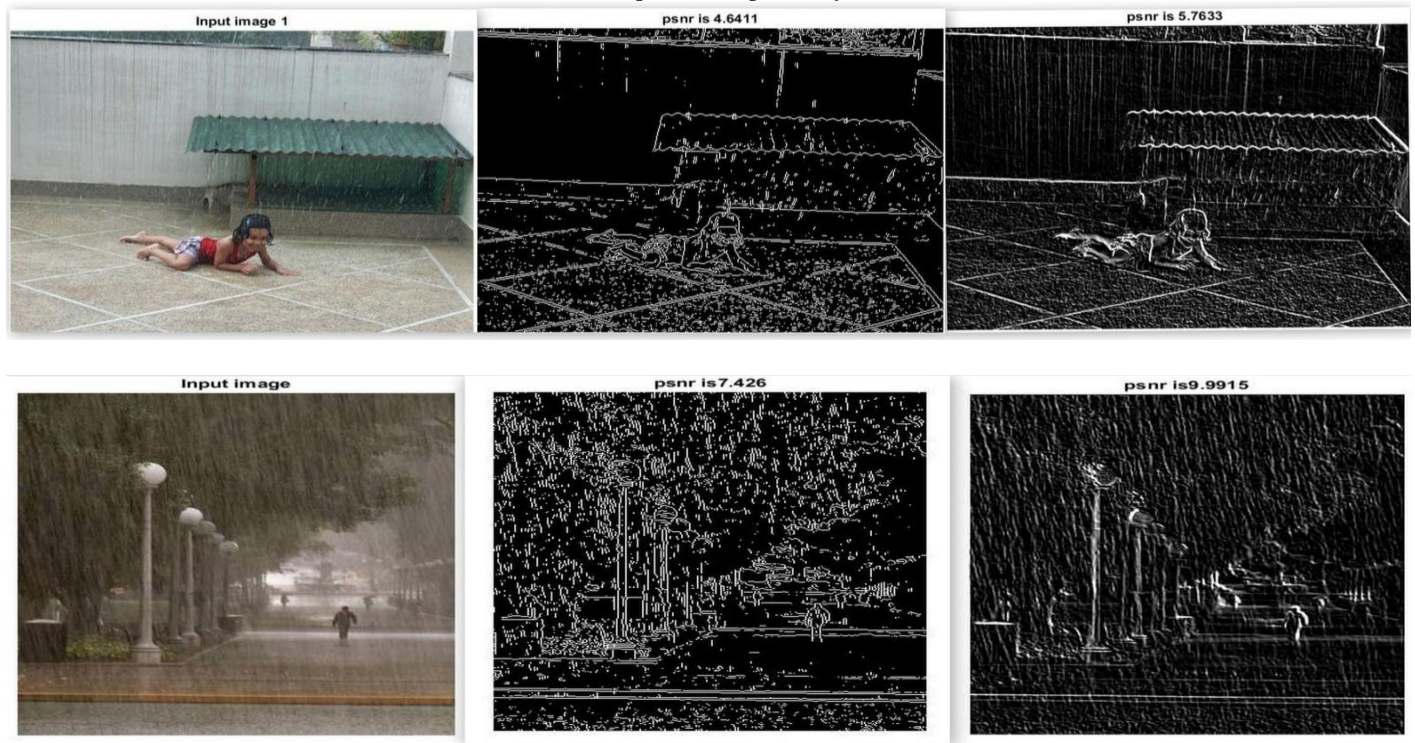 Input image 1
psnr is 4.6411
psnr is 5.7633
Input image
psnr is7.426
psnr is9.9915